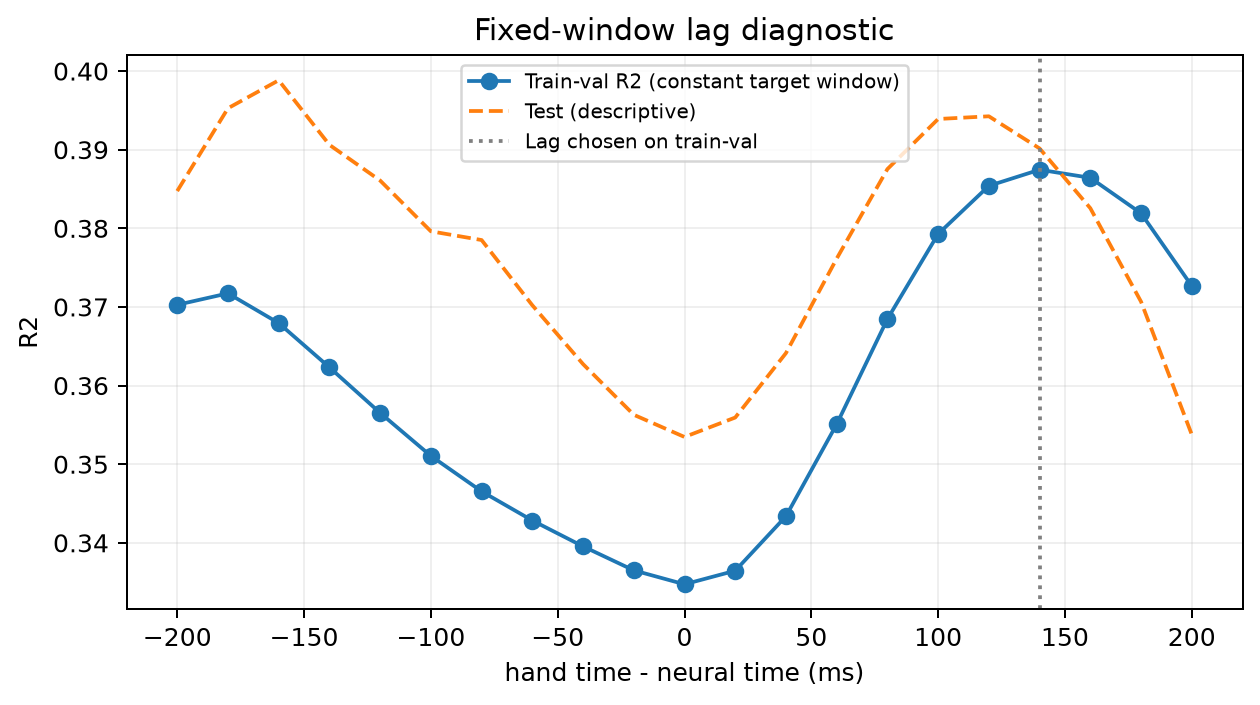 Fixed-window lag diagnostic
Train-val R2 (constant target window)
Test (descriptive)
Lag chosen on train-val
R2
0.40
0.39
0.38
0.37
0.36
0.35
0.34
−200 −150 −100 −50 0 50 100 150 200
hand time - neural time (ms)